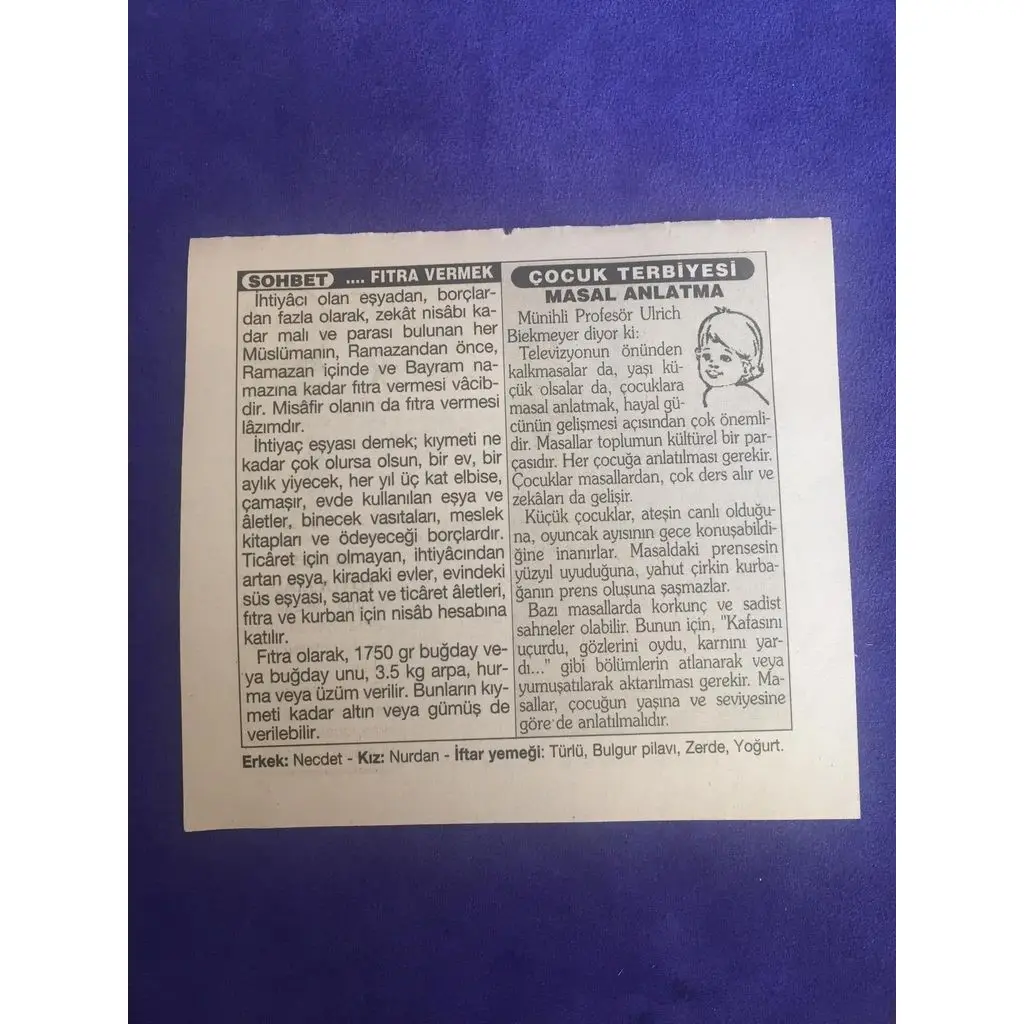 SOHBET .... FITRA VERMEK
İhtiyâcı olan eşyadan, borçlar-
dan fazla olarak, zekât nisâbı ka-
dar malı ve parası bulunan her
Müslümanın, Ramazandan önce,
Ramazan içinde ve Bayram na-
mazına kadar fıtra vermesi vâcib-
dir. Misâfir olanın da fıtra vermesi
lâzımdır.
İhtiyaç eşyası demek; kıymeti ne
kadar çok olursa olsun, bir ev, bir
aylık yiyecek, her yıl üç kat elbise,
çamaşır, evde kullanılan eşya ve
âletler, binecek vasıtaları, meslek
kitapları ve ödeyeceği borçlardır.
Ticâret için olmayan, ihtiyâcından
artan eşya, kiradaki evler, evindeki
süs eşyası, sanat ve ticâret âletleri,
fıtra ve kurban için nisâb hesabına
katılır.
Fıtra olarak, 1750 gr buğday ve-
ya buğday unu, 3.5 kg arpa, hur-
ma veya üzüm verilir. Bunların kıy-
meti kadar altın veya gümüş de
verilebilir.
ÇOCUK TERBİYESİ
MASAL ANLATMA
Münihli Profesör Ulrich
Biekmeyer diyor ki:
Televizyonun önünden
kalkmasalar da, yaşı kü-
çük olsalar da, çocuklara
masal anlatmak, hayal gü-
cünün gelişmesi açısından çok önemli-
dir. Masallar toplumun kültürel bir par-
çasıdır. Her çocuğa anlatılması gerekir.
Çocuklar masallardan, çok ders alır ve
zekâları da gelişir.
Küçük çocuklar, ateşin canlı olduğu-
na, oyuncak ayısının gece konuşabildi-
ğine inanırlar. Masaldaki prensesin
yüzyıl uyuduğuna, yahut çirkin kurba-
ğanın prens oluşuna şaşmazlar.
Bazı masallarda korkunç ve sadist
sahneler olabilir. Bunun için, "Kafasını
uçurdu, gözlerini oydu, karnını yar-
dı..." gibi bölümlerin atlanarak veya
yumuşatılarak aktarılması gerekir. Ma-
sallar, çocuğun yaşına ve seviyesine
göre de anlatılmalıdır.
Erkek: Necdet - Kız: Nurdan - İftar yemeği: Türlü, Bulgur pilavı, Zerde, Yoğurt.